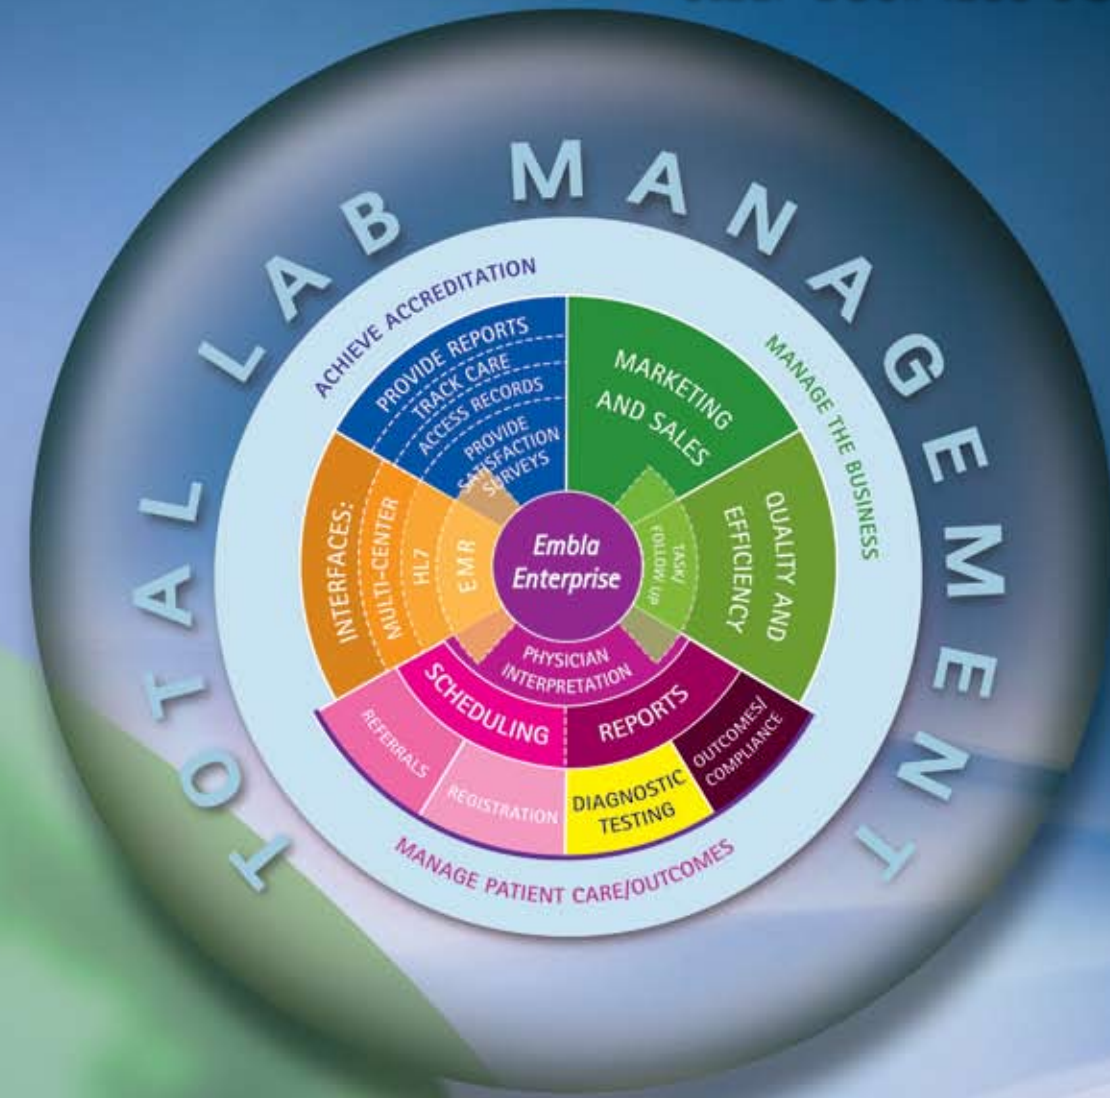 TOTAL LAB MANAGEMENT
ACHIEVE ACCREDITATION
MANAGE THE BUSINESS
MANAGE PATIENT CARE/OUTCOMES
PROVIDE REPORTS
TRACK CARE
ACCESS RECORDS
PROVIDE
SATISFACTION
SURVEYS
MARKETING
AND SALES
QUALITY AND
EFFICIENCY
TASK/
FOLLOW UP
INTERFACES:
MULTI-CENTER
HL7
EMR
Embla
Enterprise
PHYSICIAN
INTERPRETATION
SCHEDULING
REPORTS
REFERRALS
REGISTRATION
DIAGNOSTIC
TESTING
OUTCOMES/
COMPLIANCE